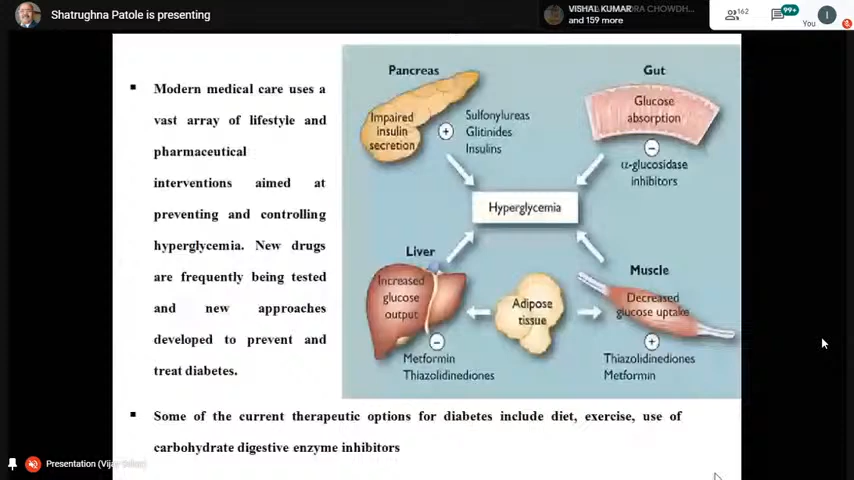 Shatrughna Patole is presenting
VISHAL KUMAR
and 159 more
162
99+
You
I
▪ Modern medical care uses a
vast array of lifestyle and
pharmaceutical
interventions aimed at
preventing and controlling
hyperglycemia. New drugs
are frequently being tested
and new approaches
developed to prevent and
treat diabetes.
Pancreas
Impaired
insulin
secretion
+
Sulfonylureas
Glitinides
Insulins
Gut
Glucose
absorption
−
α-glucosidase
inhibitors
Hyperglycemia
Liver
Increased
glucose
output
−
Metformin
Thiazolidinediones
Adipose
tissue
Muscle
Decreased
glucose uptake
+
Thiazolidinediones
Metformin
▪ Some of the current therapeutic options for diabetes include diet, exercise, use of
carbohydrate digestive enzyme inhibitors
Presentation